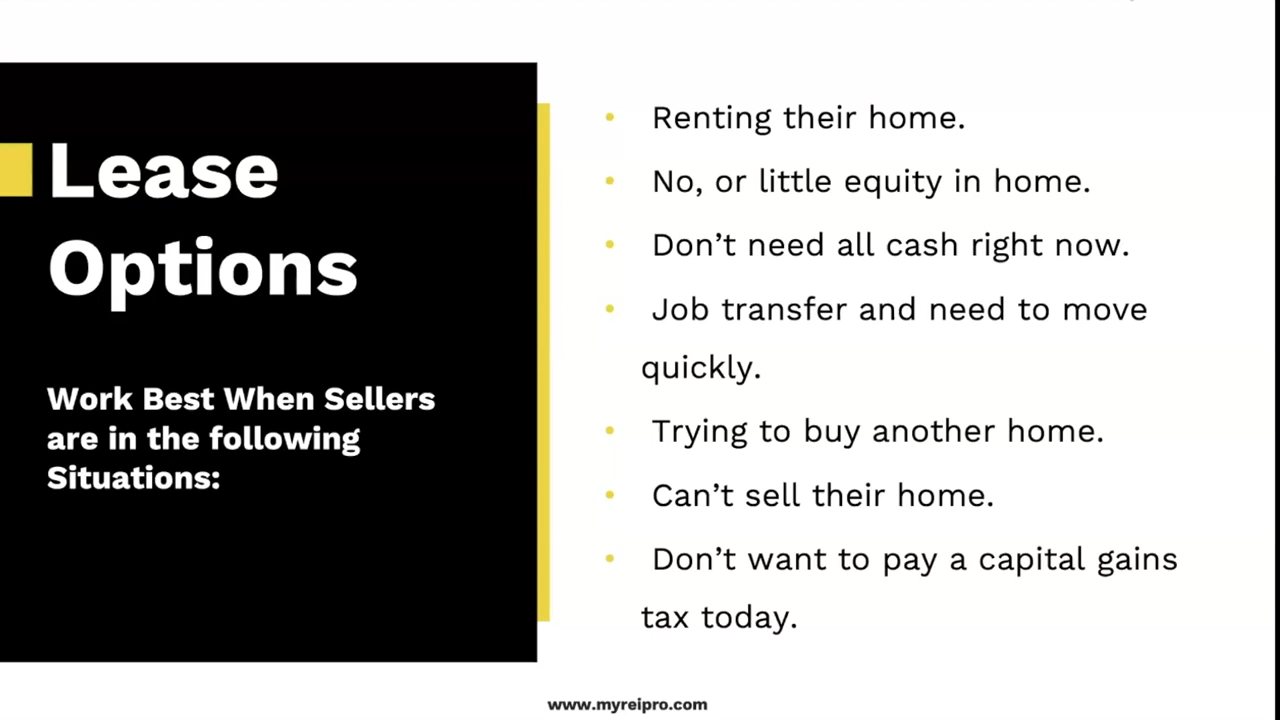 Lease
Options
Work Best When Sellers
are in the following
Situations:
• Renting their home.
• No, or little equity in home.
• Don’t need all cash right now.
• Job transfer and need to move
quickly.
• Trying to buy another home.
• Can’t sell their home.
• Don’t want to pay a capital gains
tax today.
www.myreipro.com